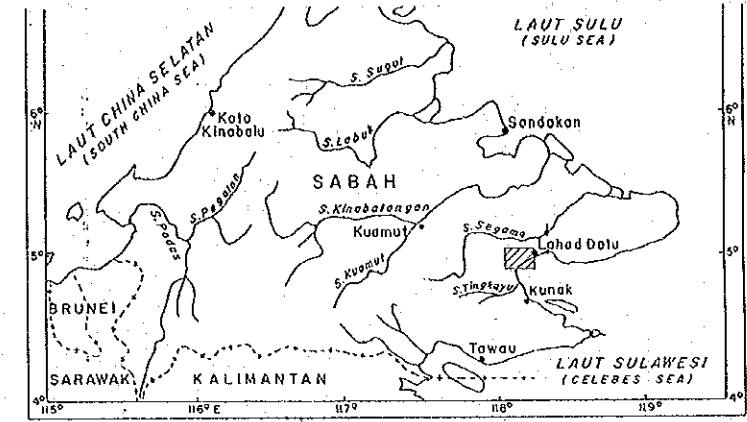 LAUT SULU
(SULU SEA)
LAUT CHINA SELATAN
(SOUTH CHINA SEA)
S. Sugut
6°
N
Kota
Kinabalu
6°
N
Sandakan
S. Labuk
SABAH
S. Pegalan
S. Padas
S. Kinabatangan
Kuamut
S. Segama
Lahad Datu
5°
5°
S. Kuamut
S. Tingkayu
Kunak
BRUNEI
Tawau
LAUT SULAWESI
(CELEBES SEA)
SARAWAK
KALIMANTAN
4°
4°
115°
116°E
117°
118°
119°